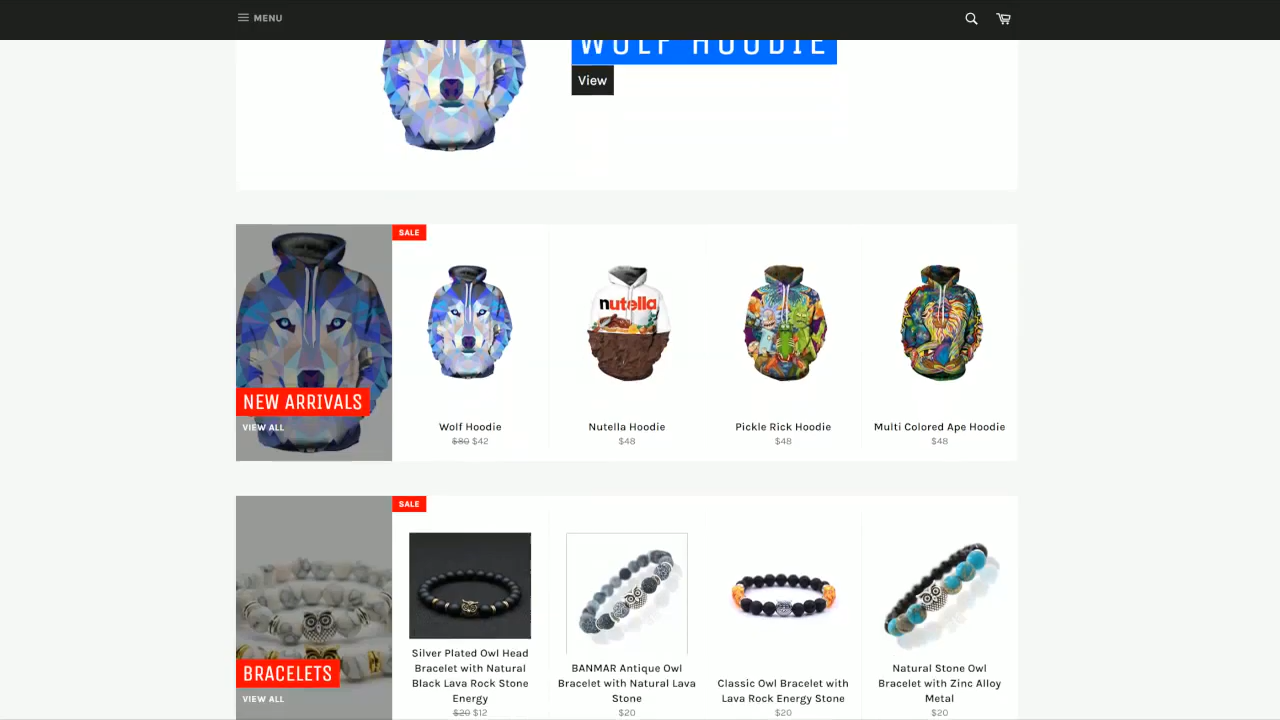 MENU
WOLF HOODIE
View
SALE
nutella
NEW ARRIVALS
VIEW ALL
Wolf Hoodie
$80 $42
Nutella Hoodie
$48
Pickle Rick Hoodie
$48
Multi Colored Ape Hoodie
$48
SALE
BRACELETS
VIEW ALL
Silver Plated Owl Head
Bracelet with Natural
Black Lava Rock Stone
Energy
$20 $12
BANMAR Antique Owl
Bracelet with Natural Lava
Stone
$20
Classic Owl Bracelet with
Lava Rock Energy Stone
$20
Natural Stone Owl
Bracelet with Zinc Alloy
Metal
$20